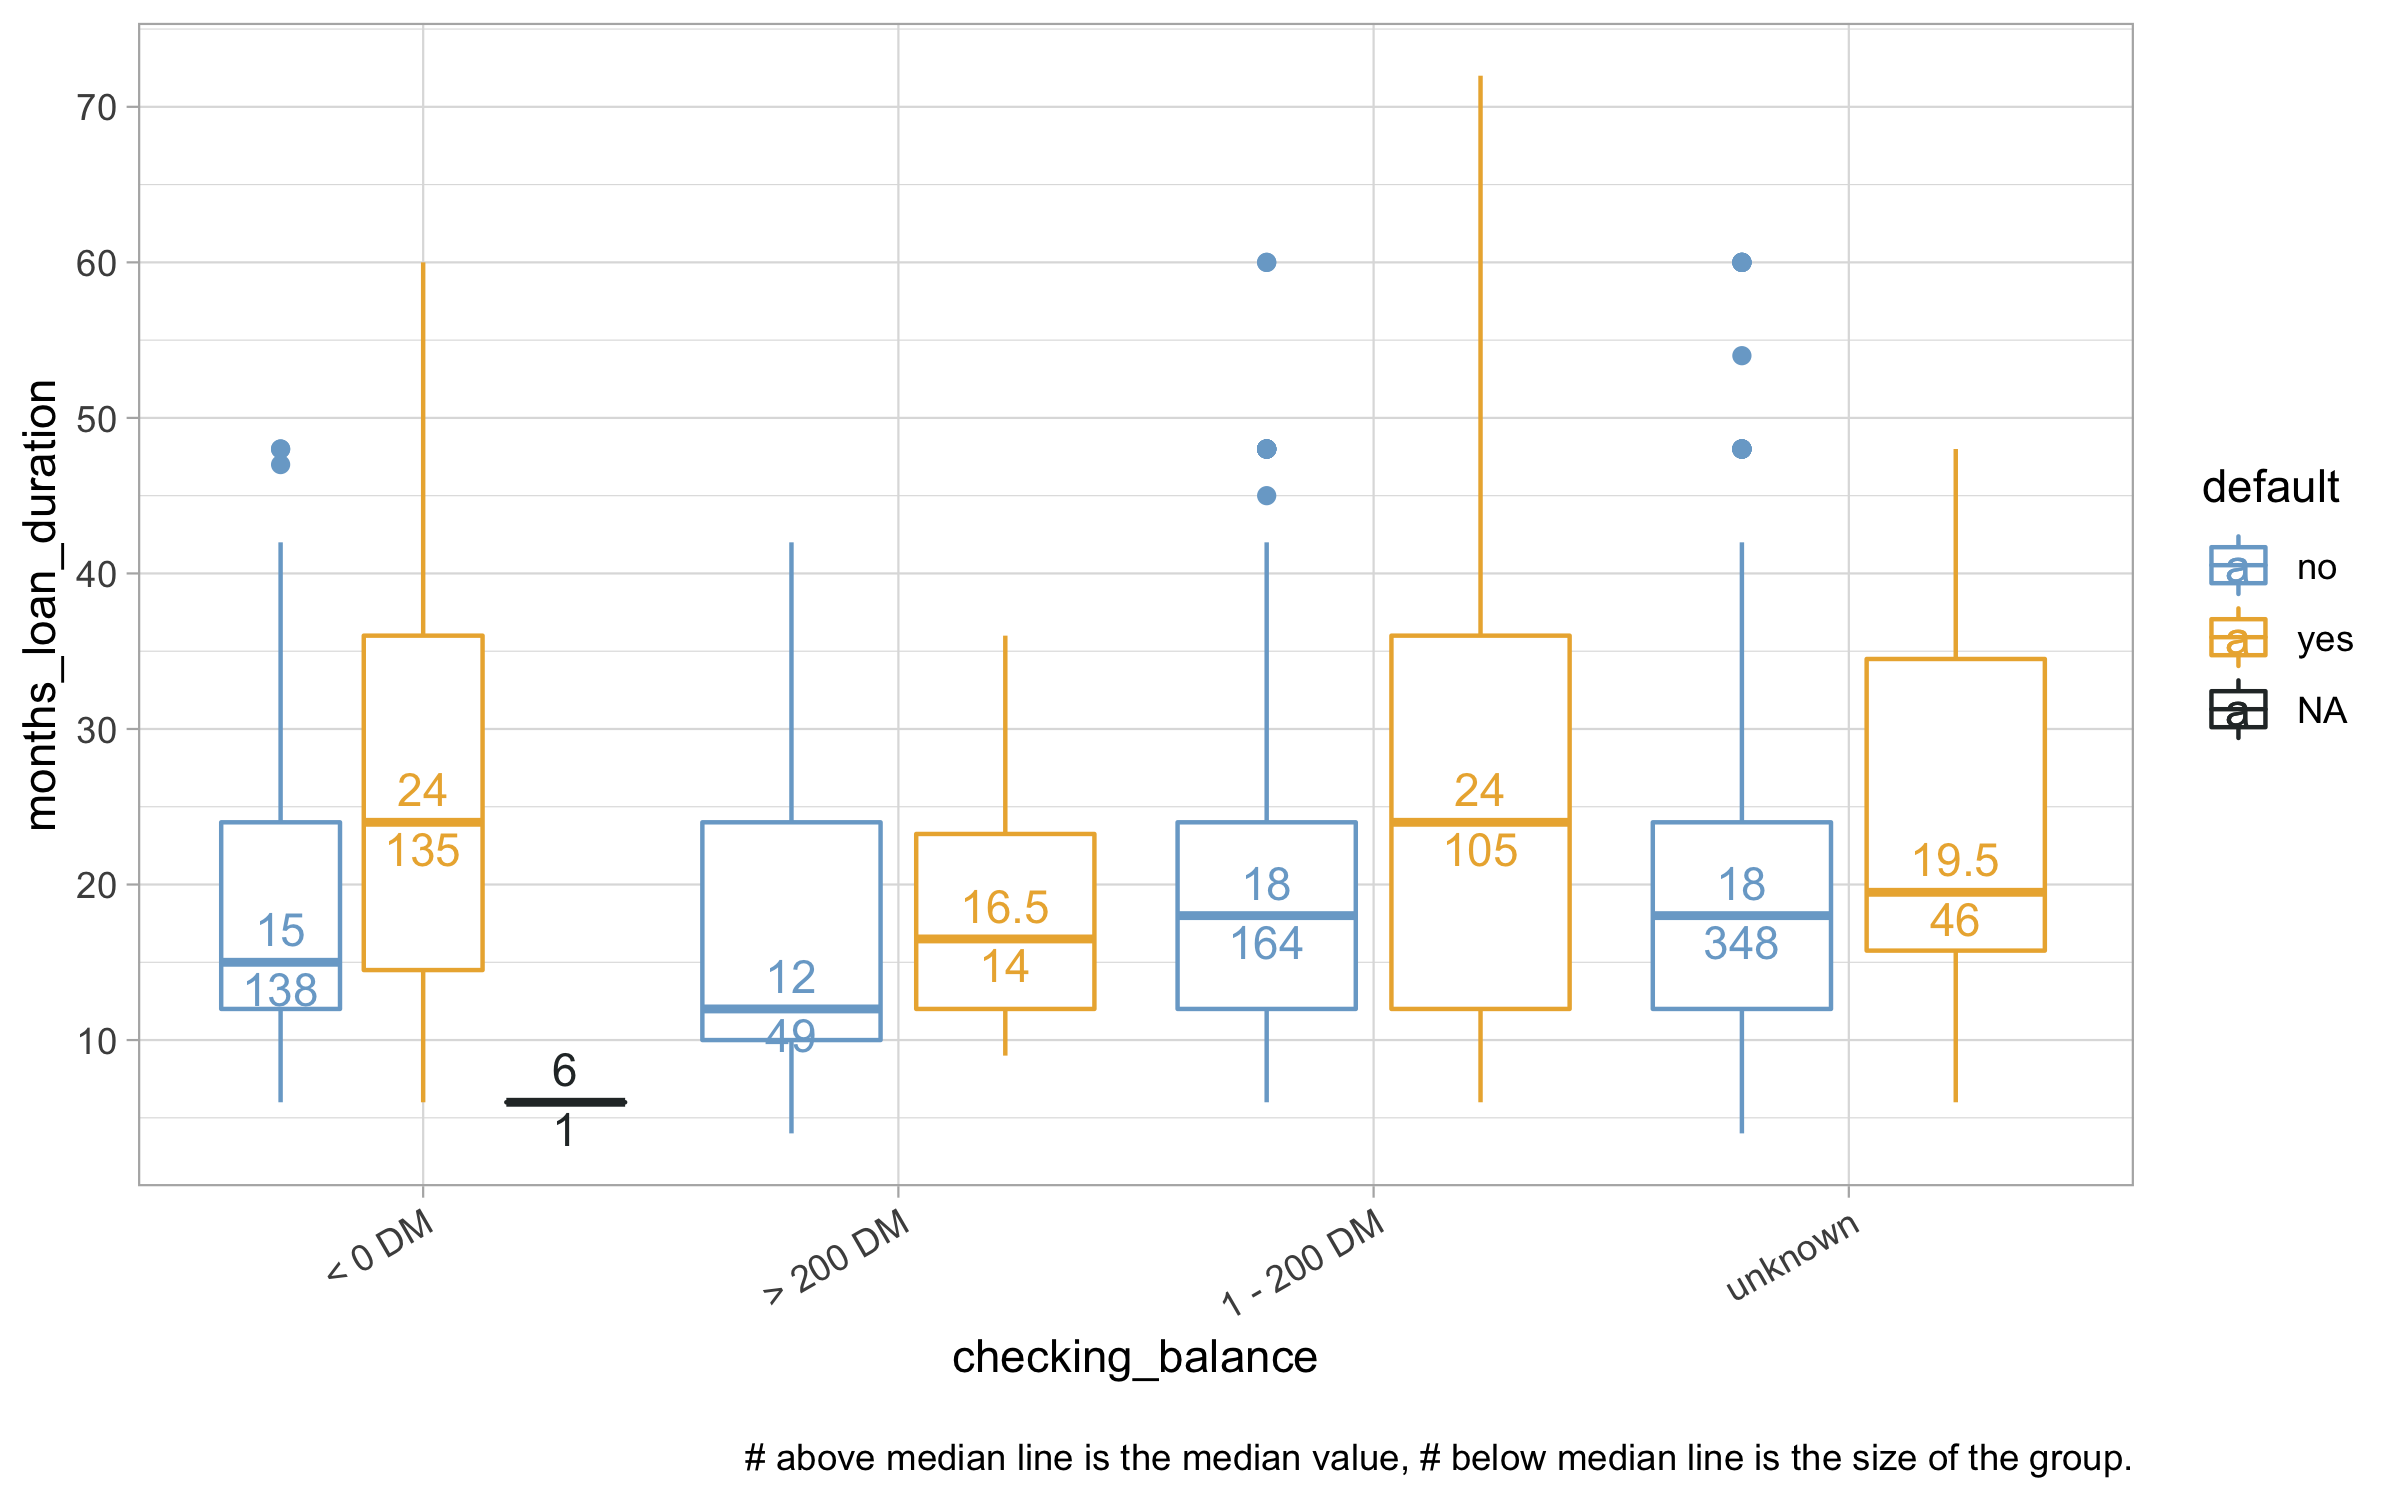 70
60
50
40
30
20
10
months_loan_duration
15
138
24
135
6
1
12
49
16.5
14
18
164
24
105
18
348
19.5
46
< 0 DM
> 200 DM
1 - 200 DM
unknown
checking_balance
default
a no
a yes
a NA
# above median line is the median value, # below median line is the size of the group.